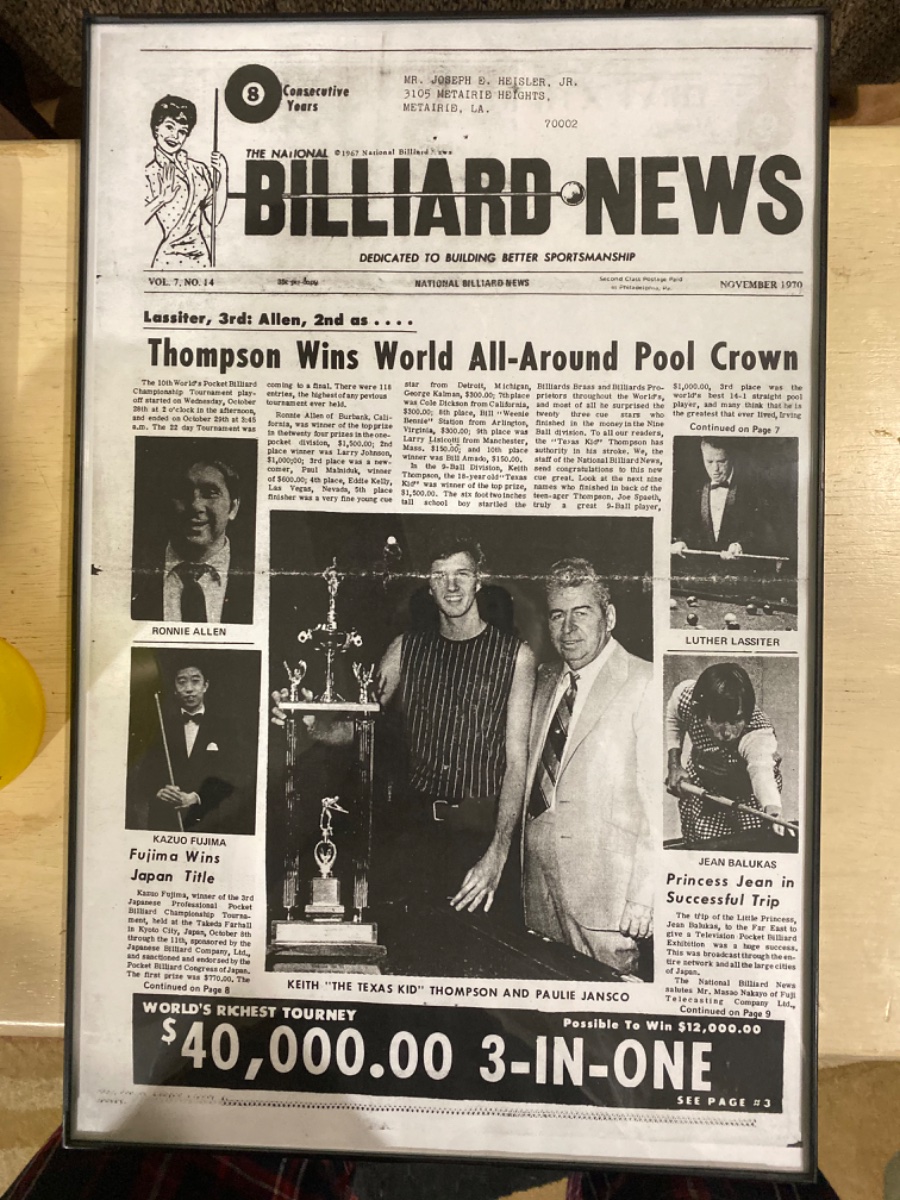 8 Consecutive
Years
MR. JOSEPH E. HEISLER, JR.
3105 METAIRIE HEIGHTS,
METAIRIE, LA.
70002
THE NATIONAL ©1967 National Billiard News
BILLIARD NEWS
DEDICATED TO BUILDING BETTER SPORTSMANSHIP
VOL. 7, NO. 14
NATIONAL BILLIARD NEWS
Second Class Postage Paid
at Philadelphia, Pa.
NOVEMBER 1970
Lassiter, 3rd: Allen, 2nd as . . . .
Thompson Wins World All-Around Pool Crown
The 10th World's Pocket Billiard
Championship Tournament play-
off started on Wednesday, October
28th at 2 o'clock in the afternoon,
and ended on October 29th at 3:45
a.m. The 22 day Tournament was
coming to a final. There were 118
entries, the highest of any pevious
tournament ever held.
Ronnie Allen of Burbank, Cali-
fornia, was winner of the top prize
in the twenty four prizes in the one-
pocket division, $1,500.00; 2nd
place winner was Larry Johnson,
$1,000;00; 3rd place was a new-
comer, Paul Malniduk, winner
of $600.00; 4th place, Eddie Kelly,
Las Vegas, Nevada, 5th place
finisher was a very fine young cue
star from Detroit, Michigan,
George Kalman, $300.00; 7th place
was Cole Dickson from California,
$300.00; 8th place, Bill "Weenie
Bennie" Station from Arlington,
Virginia, $300.00; 9th place was
Larry Lisicotti from Manchester,
Mass. $150.00; and 10th place
winner was Bill Amado, $150.00.
In the 9-Ball Division, Keith
Thompson, the 18-year old "Texas
Kid" was winner of the top prize,
$1,500.00. The six foot two inches
tall school boy startled the
Billiards Brass and Billiards Pro-
prietors throughout the World's,
and most of all he surprised the
twenty three cue stars who
finished in the money in the Nine
Ball division. To all our readers,
the "Texas Kid" Thompson has
authority in his stroke. We, the
staff of the National Billiard News,
send congratulations to this new
cue great. Look at the next nine
names who finished in back of the
teen-ager Thompson. Joe Spaeth,
truly a great 9-Ball player,
$1,000.00, 3rd place was the
world's best 14-1 straight pool
player, and many think that he is
the greatest that ever lived, Irving
Continued on Page 7
RONNIE ALLEN
LUTHER LASSITER
KAZUO FUJIMA
Fujima Wins
Japan Title
Kazuo Fujima, winner of the 3rd
Japanese Professional Pocket
Billiard Championship Tourna-
ment, held at the Takeda Farhall
in Kyoto City, Japan, October 8th
through the 11th, sponsored by the
Japanese Billiard Company, Ltd.,
and sanctioned and endorsed by the
Pocket Billiard Congress of Japan.
The first prize was $770.00. The
Continued on Page 8
KEITH "THE TEXAS KID" THOMPSON AND PAULIE JANSCO
JEAN BALUKAS
Princess Jean in
Successful Trip
The trip of the Little Princess,
Jean Balukas, to the Far East to
give a Television Pocket Billiard
Exhibition was a huge success.
This was broadcast through the en-
tire network and all the large cities
of Japan.
The National Billiard News
salutes Mr. Masao Nakayo of Fuji
Telecasting Company Ltd.,
Continued on Page 9
WORLD'S RICHEST TOURNEY
Possible To Win $12,000.00
$40,000.00 3-IN-ONE
SEE PAGE #3